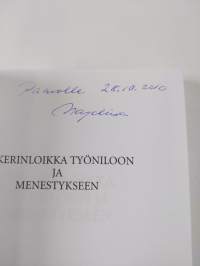 Paavolle 28.10.2010
KERINLOIKKA TYÖNILOON
JA
MENESTYKSEEN